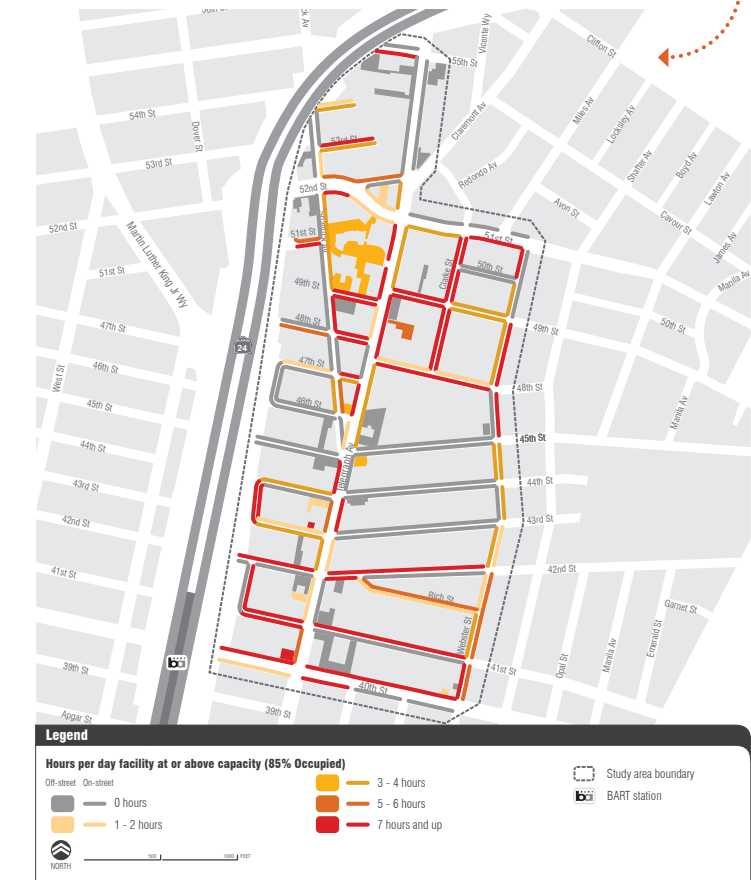 55th St
Vicente Wy
Clifton St
54th St
Dover St
53rd St
53rd St
Claremont Av
Miles Av
Locksley Av
Shafter Av
Boyd Av
Lawton Av
Redondo Av
52nd St
Avon St
Cavour St
James Av
52nd St
Martin Luther King Jr Wy
51st St
51st St
50th St
Clarke St
Manila Av
51st St
49th St
50th St
49th St
48th St
47th St
24
47th St
46th St
West St
48th St
45th St
46th St
Manila Av
45th St
44th St
Telegraph Av
44th St
43rd St
43rd St
42nd St
42nd St
41st St
Rich St
Garnet St
Webster St
Emerald St
Manila Av
Opal St
41st St
39th St
ba
40th St
39th St
Apgar St
Legend
Hours per day facility at or above capacity (85% Occupied)
Off-street On-street
0 hours
1 - 2 hours
3 - 4 hours
5 - 6 hours
7 hours and up
Study area boundary
ba BART station
NORTH
500 1000 FEET